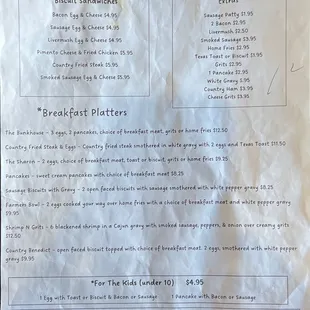 Biscuit Sandwiches
Bacon Egg & Cheese $4.95
Sausage Egg & Cheese $4.95
Livermush Egg & Cheese $4.95
Pimento Cheese & Fried Chicken $5.95
Country Fried Steak $5.95
Smoked Sausage Egg & Cheese $5.95
Extras
Sausage Patty $1.95
2 Bacon $2.95
Livermush $2.50
Smoked Sausage $3.95
Home Fries $2.95
Texas Toast or Biscuit $1.95
Grits $2.95
1 Pancake $2.95
White Gravy $.95
Country Ham $3.95
Cheese Grits $3.95
*Breakfast Platters
The Bunkhouse - 3 eggs, 2 pancakes, choice of breakfast meat, grits or home fries $12.50
Country Fried Steak & Eggs - Country fried steak smothered in white gravy with 2 eggs and Texas Toast $11.50
The Sharon - 2 eggs, choice of breakfast meat, toast or biscuit, grits or home fries $9.25
Pancakes - sweet cream pancakes with choice of breakfast meat $8.25
Sausage Biscuits with Gravy - 2 open faced biscuits with sausage smothered with white pepper gravy $8.25
Farmers Bowl - 2 eggs cooked your way over home fries with a choice of breakfast meat and white pepper gravy
$9.95
Shrimp N Grits - 6 blackened shrimp in a Cajun gravy with smoked sausage, peppers, & onion over creamy grits
$12.50
Country Benedict - open faced biscuit topped with choice of breakfast meat, 2 eggs, smothered with white pepper
gravy $9.95
*For The Kids (under 10) $4.95
1 Egg with Toast or Biscuit & Bacon or Sausage 1 Pancake with Bacon or Sausage